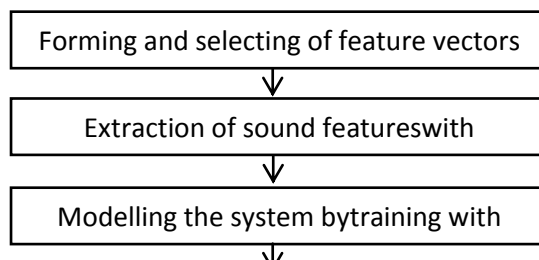 Forming and selecting of feature vectors
Extraction of sound featureswith
Modelling the system bytraining with